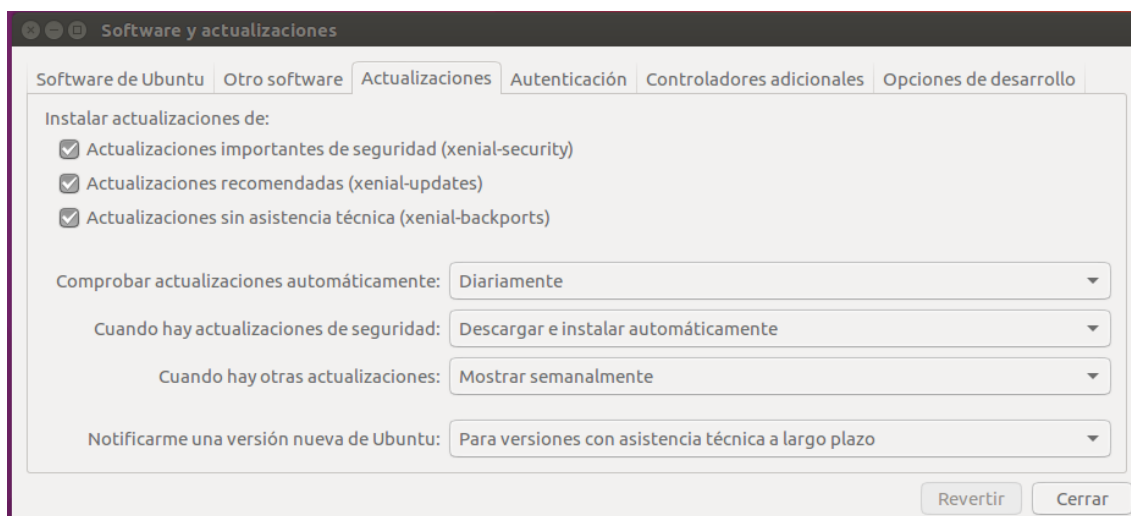 Software y actualizaciones
Software de Ubuntu Otro software Actualizaciones Autenticación Controladores adicionales Opciones de desarrollo
Instalar actualizaciones de:
Actualizaciones importantes de seguridad (xenial-security)
Actualizaciones recomendadas (xenial-updates)
Actualizaciones sin asistencia técnica (xenial-backports)
Comprobar actualizaciones automáticamente: Diariamente
Cuando hay actualizaciones de seguridad: Descargar e instalar automáticamente
Cuando hay otras actualizaciones: Mostrar semanalmente
Notificarme una versión nueva de Ubuntu: Para versiones con asistencia técnica a largo plazo
Revertir Cerrar